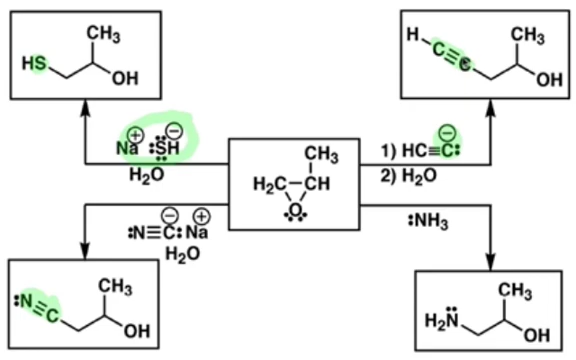 CH₃
HS
OH
H
C≡C
CH₃
OH
Na⊕ :S̈H⊖
H₂O
1) HC≡C:⊖
2) H₂O
CH₃
H₂C–CH
O
:N≡C:⊖ Na⊕
H₂O
:NH₃
:N≡C
CH₃
OH
CH₃
H₂N̈
OH